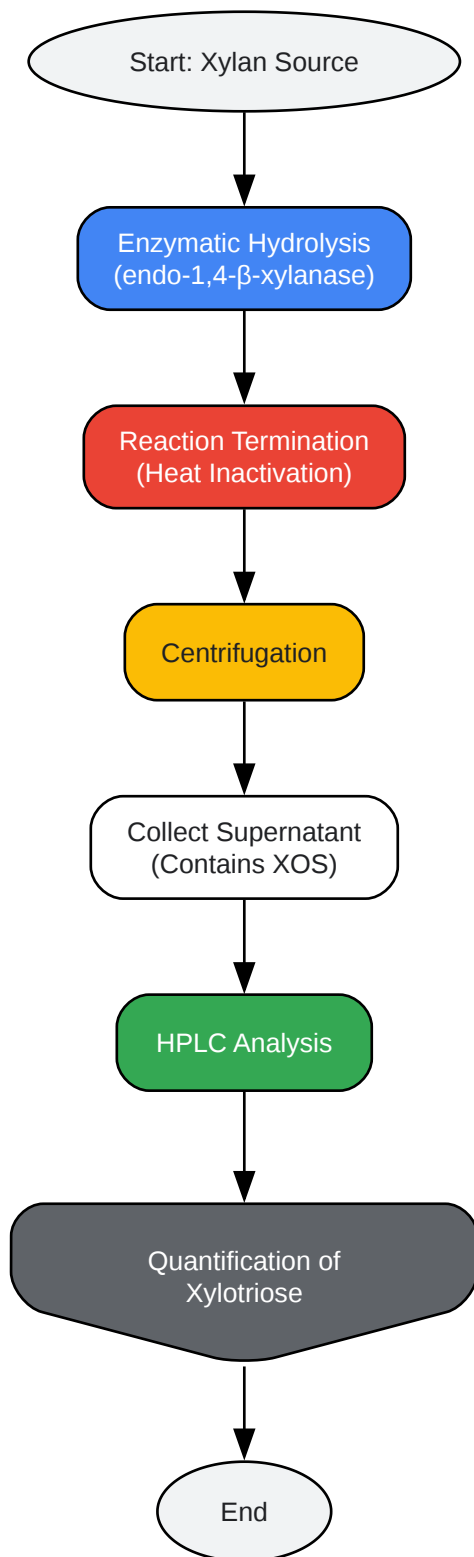 Start: Xylan Source
Enzymatic Hydrolysis
(endo-1,4-β-xylanase)
Reaction Termination
(Heat Inactivation)
Centrifugation
Collect Supernatant
(Contains XOS)
HPLC Analysis
Quantification of
Xylotriose
End